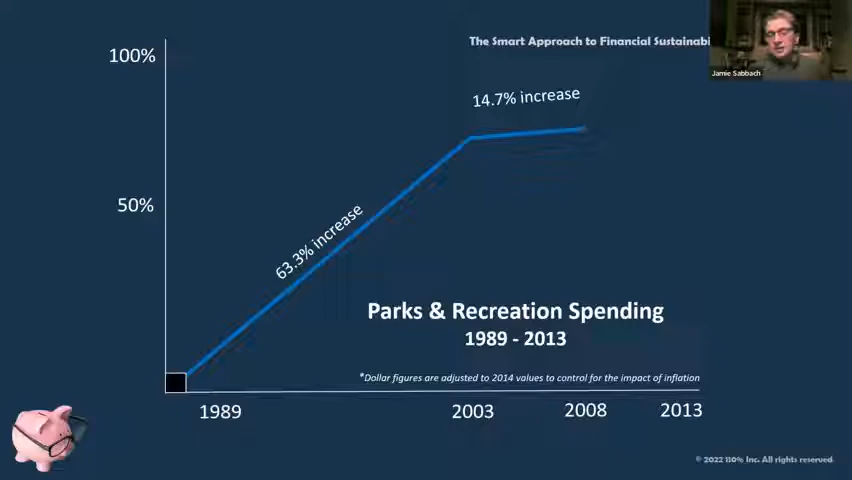 The Smart Approach to Financial Sustainabi
Jamie Sabbach
100%
14.7% increase
50%
63.3% increase
Parks & Recreation Spending
1989 - 2013
*Dollar figures are adjusted to 2014 values to control for the impact of inflation
1989
2003
2008
2013
© 2022 110% Inc. All rights reserved.